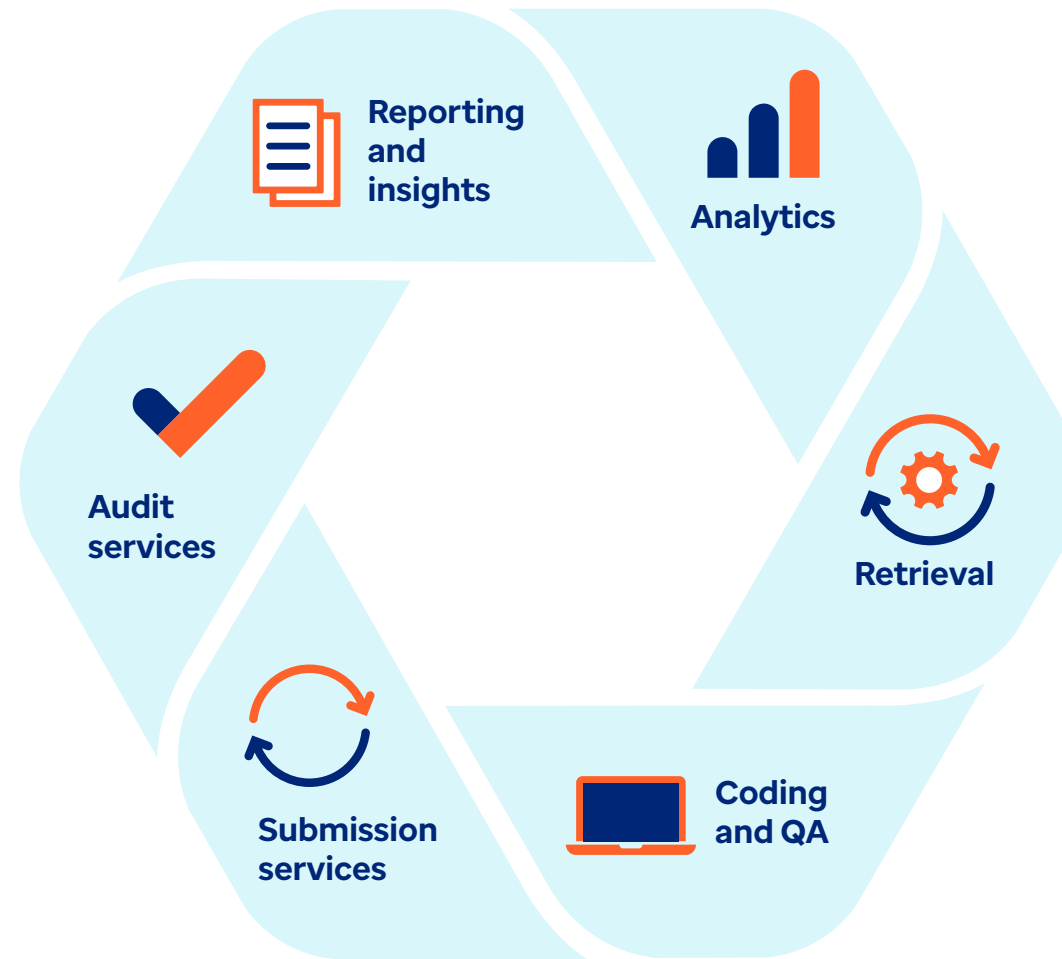 Reporting
and
insights
Analytics
Retrieval
Coding
and QA
Submission
services
Audit
services